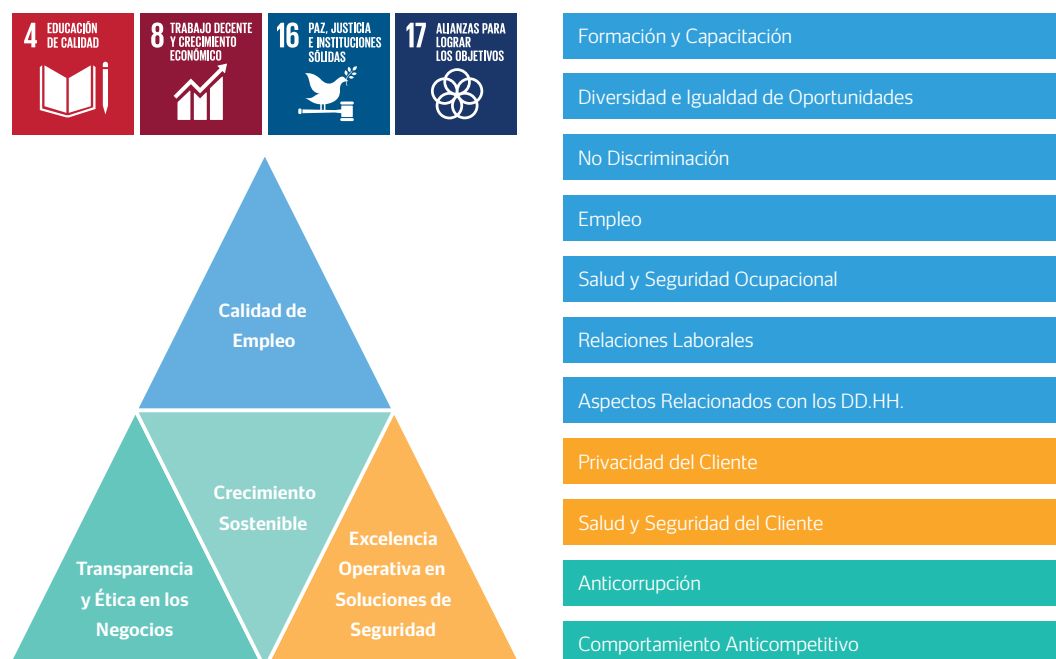 4 EDUCACIÓN
DE CALIDAD
8 TRABAJO DECENTE
Y CRECIMIENTO
ECONÓMICO
16 PAZ, JUSTICIA
E INSTITUCIONES
SÓLIDAS
17 ALIANZAS PARA
LOGRAR
LOS OBJETIVOS
Calidad de
Empleo
Crecimiento
Sostenible
Transparencia
y Ética en los
Negocios
Excelencia
Operativa en
Soluciones de
Seguridad
Formación y Capacitación
Diversidad e Igualdad de Oportunidades
No Discriminación
Empleo
Salud y Seguridad Ocupacional
Relaciones Laborales
Aspectos Relacionados con los DD.HH.
Privacidad del Cliente
Salud y Seguridad del Cliente
Anticorrupción
Comportamiento Anticompetitivo